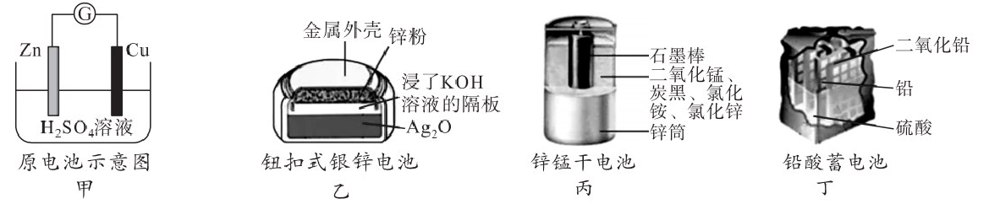 G
Zn
Cu
H₂SO₄溶液
原电池示意图
甲
金属外壳
锌粉
浸了KOH
溶液的隔板
Ag₂O
钮扣式银锌电池
乙
石墨棒
二氧化锰、
炭黑、氯化
铵、氯化锌
锌筒
锌锰干电池
丙
二氧化铅
铅
硫酸
铅酸蓄电池
丁